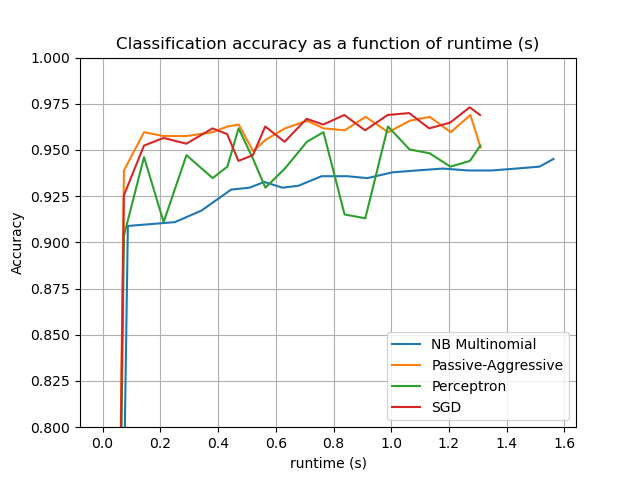 Classification accuracy as a function of runtime (s)
1.000
0.975
0.950
0.925
0.900
0.875
0.850
0.825
0.800
Accuracy
NB Multinomial
Passive-Aggressive
Perceptron
SGD
0.0 0.2 0.4 0.6 0.8 1.0 1.2 1.4 1.6
runtime (s)